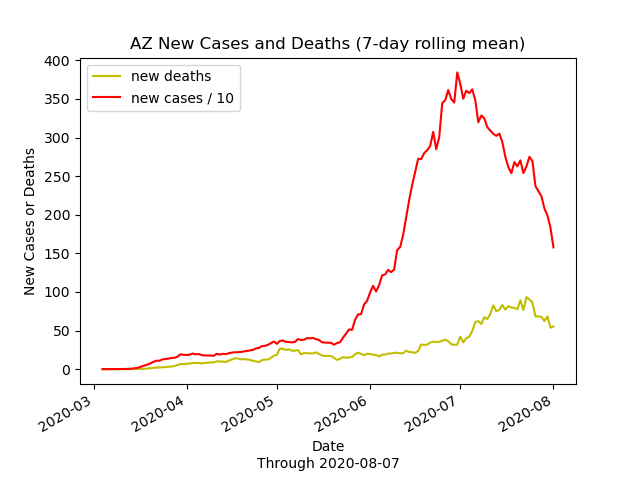 AZ New Cases and Deaths (7-day rolling mean)
new deaths
new cases / 10
400
350
300
250
200
150
100
50
0
New Cases or Deaths
2020-03
2020-04
2020-05
2020-06
2020-07
2020-08
Date
Through 2020-08-07